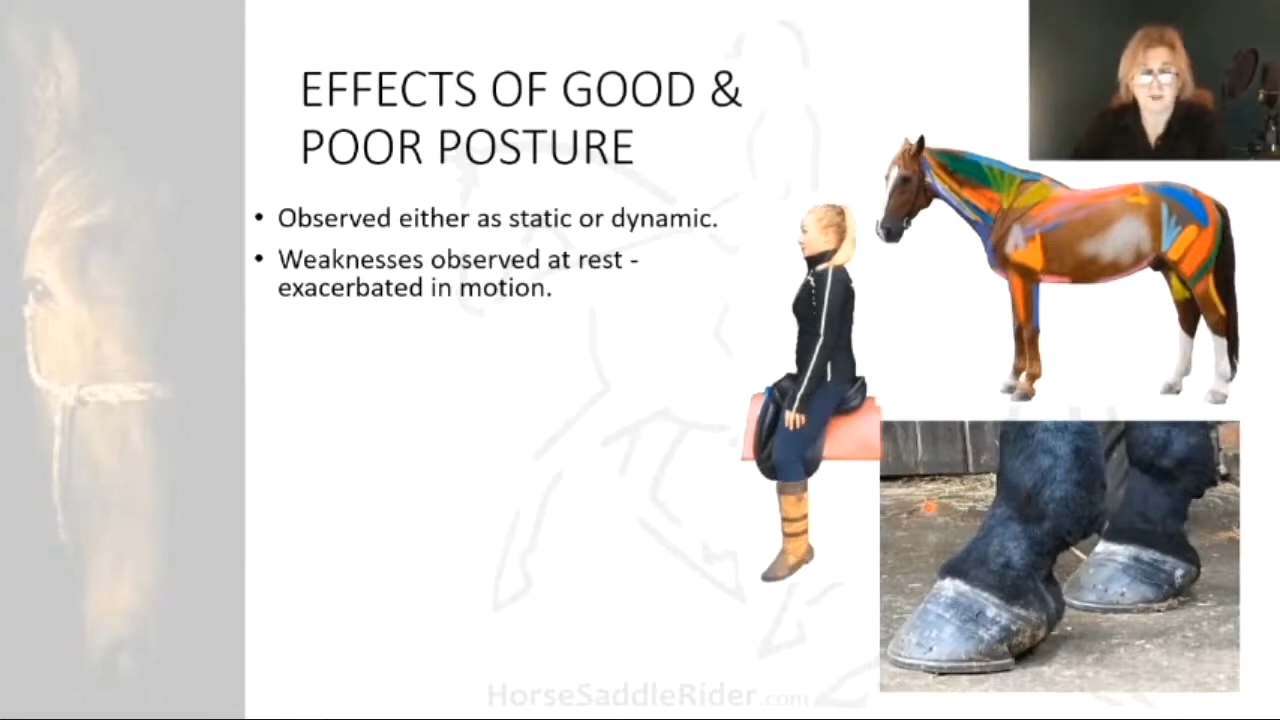 EFFECTS OF GOOD &
POOR POSTURE
• Observed either as static or dynamic.
• Weaknesses observed at rest -
exacerbated in motion.
HorseSaddleRider.com